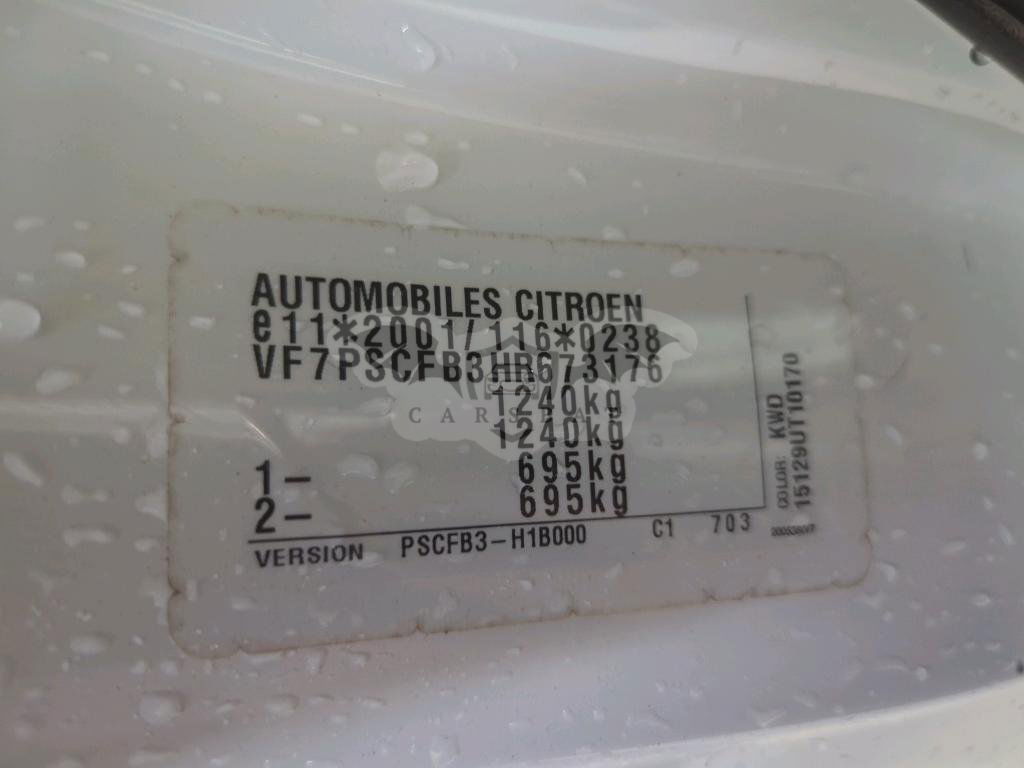 AUTOMOBILES CITROEN
e11*2001/116*0238
VF7PSCFB3HR673176
1240kg
1240kg
1- 695kg
2- 695kg
VERSION PSCFB3-H1B000 C1 703
COLOR: KWD
15129UT10170